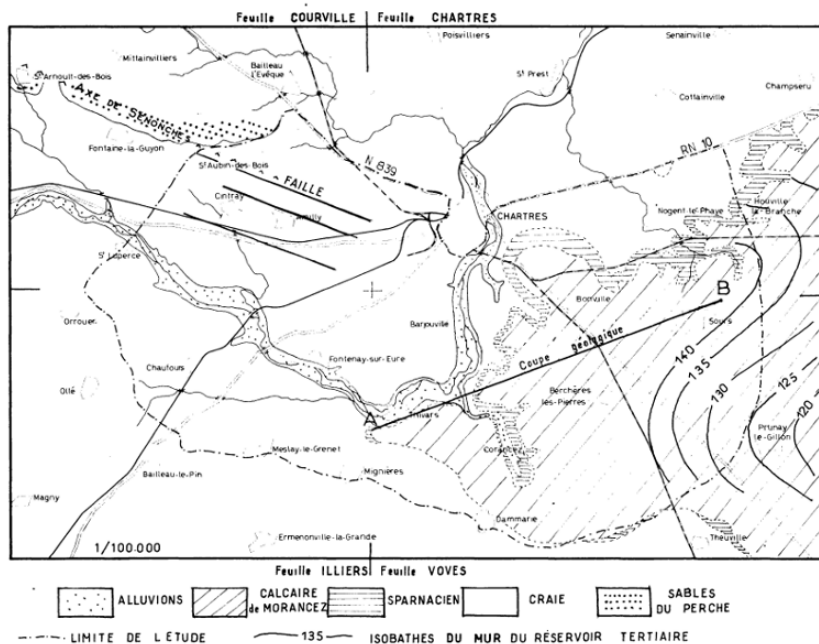 Feuille COURVILLE | Feuille CHARTRES
Poisvilliers
Senainville
Mittainvilliers
Bailleau
l'Evêque
St Arnoult-des-Bois
St Prest
Champseru
AXE DE SENONCHES
Coltainville
Fontaine-la-Guyon
N 839
RN 10
St Aubin-des-Bois
FAILLE
Cintray
Amilly
Nogent-le-Phaye
Houville
la-Branche
CHARTRES
St Luperce
B
Bonville
Orrouer
Barjouville
Sours
Coupe géologique
140
135
130
125
120
Fontenay-sur-Eure
Chauffours
Ollé
Berchères
les-Pierres
A
Thivars
Prunay
-le-Gillon
Corancez
Meslay-le-Grenet
Mignières
Bailleau-le-Pin
Magny
Dammarie
Ermenonville-la-Grande
Theuville
1/100.000
Feuille ILLIERS | Feuille VOVES
ALLUVIONS
CALCAIRE
de MORANCEZ
SPARNACIEN
CRAIE
SABLES
DU PERCHE
LIMITE DE L'ETUDE
135 ISOBATHES DU MUR DU RÉSERVOIR TERTIAIRE